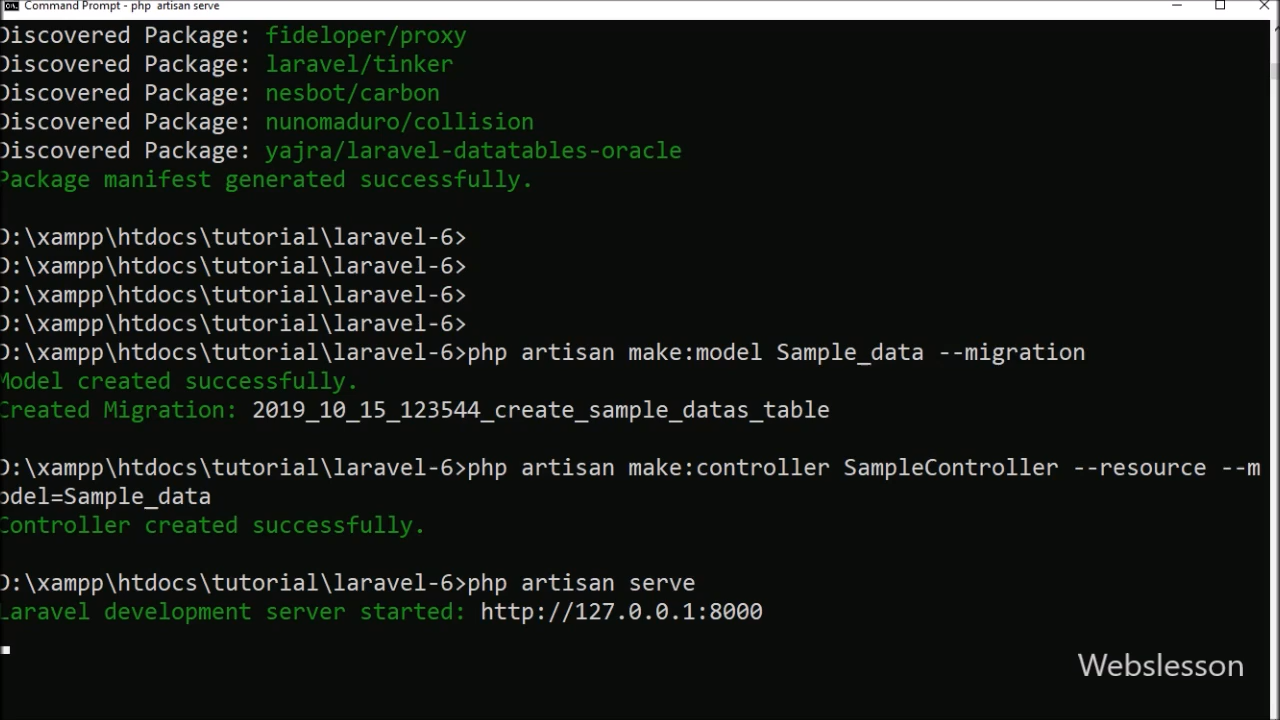 Command Prompt - php  artisan serve
Discovered Package: fideloper/proxy
Discovered Package: laravel/tinker
Discovered Package: nesbot/carbon
Discovered Package: nunomaduro/collision
Discovered Package: yajra/laravel-datatables-oracle
Package manifest generated successfully.
D:\xampp\htdocs\tutorial\laravel-6>
D:\xampp\htdocs\tutorial\laravel-6>
D:\xampp\htdocs\tutorial\laravel-6>
D:\xampp\htdocs\tutorial\laravel-6>
D:\xampp\htdocs\tutorial\laravel-6>php artisan make:model Sample_data --migration
Model created successfully.
Created Migration: 2019_10_15_123544_create_sample_datas_table
D:\xampp\htdocs\tutorial\laravel-6>php artisan make:controller SampleController --resource --m
odel=Sample_data
Controller created successfully.
D:\xampp\htdocs\tutorial\laravel-6>php artisan serve
Laravel development server started: http://127.0.0.1:8000
Webslesson